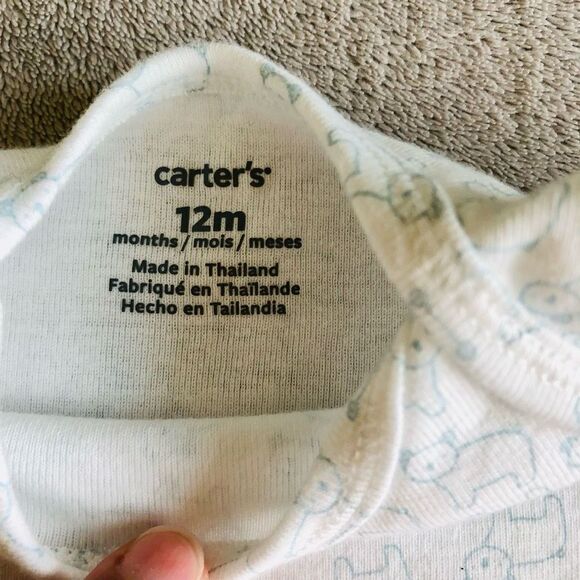 carter's
12m
months / mois / meses
Made in Thailand
Fabriqué en Thaïlande
Hecho en Tailandia